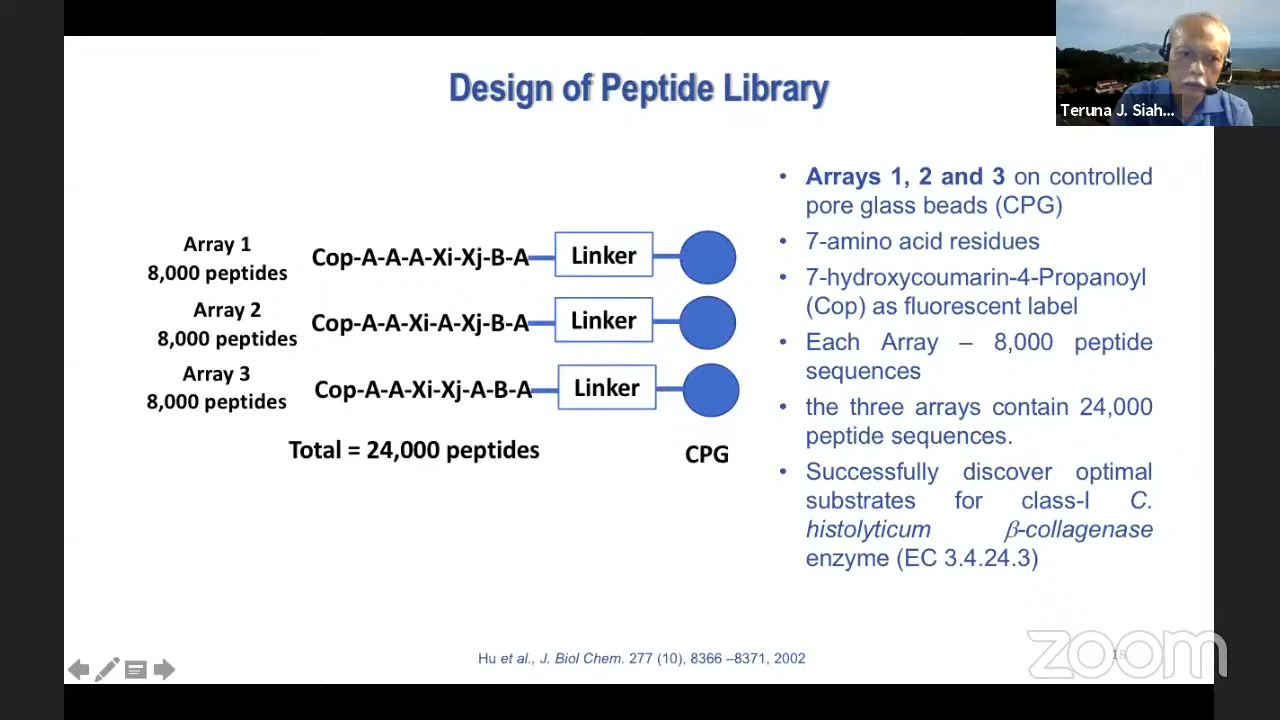 Design of Peptide Library
Teruna J. Siah...
Array 1
8,000 peptides
Cop-A-A-A-Xi-Xj-B-A
Linker
Array 2
8,000 peptides
Cop-A-A-Xi-A-Xj-B-A
Linker
Array 3
8,000 peptides
Cop-A-A-Xi-Xj-A-B-A
Linker
Total = 24,000 peptides
CPG
• Arrays 1, 2 and 3 on controlled
pore glass beads (CPG)
• 7-amino acid residues
• 7-hydroxycoumarin-4-Propanoyl
(Cop) as fluorescent label
• Each Array – 8,000 peptide
sequences
• the three arrays contain 24,000
peptide sequences.
• Successfully discover optimal
substrates for class-I C.
histolyticum β-collagenase
enzyme (EC 3.4.24.3)
Hu et al., J. Biol Chem. 277 (10), 8366 –8371, 2002
zoom